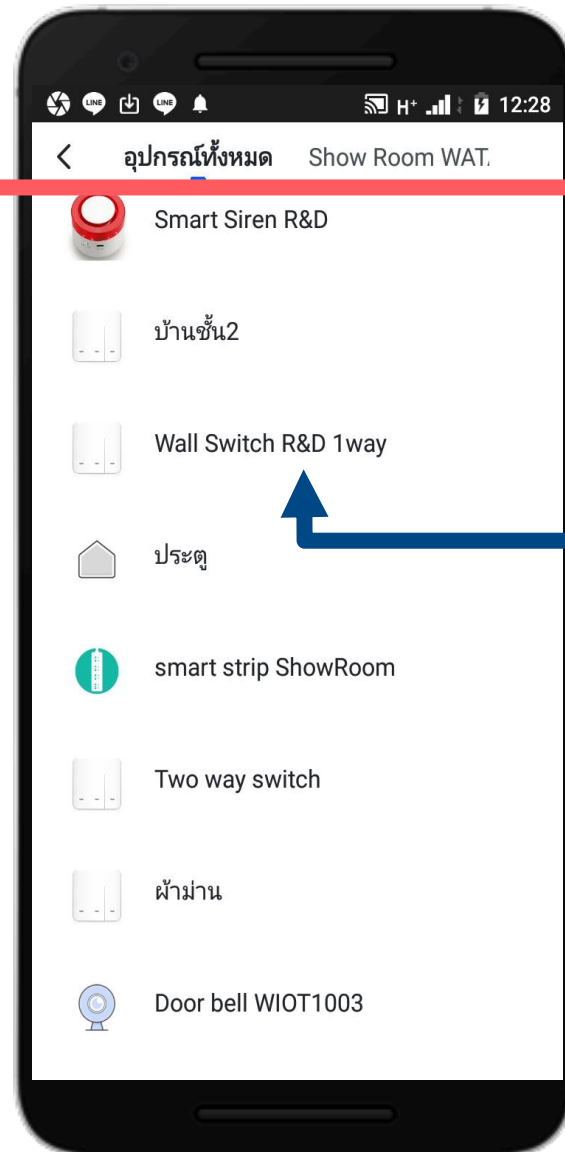 LINE LINE H+ 12:28
อุปกรณ์ทั้งหมด Show Room WAT.
Smart Siren R&D
บ้านชั้น2
Wall Switch R&D 1way
ประตู
smart strip ShowRoom
Two way switch
ผ้าม่าน
Door bell WIOT1003